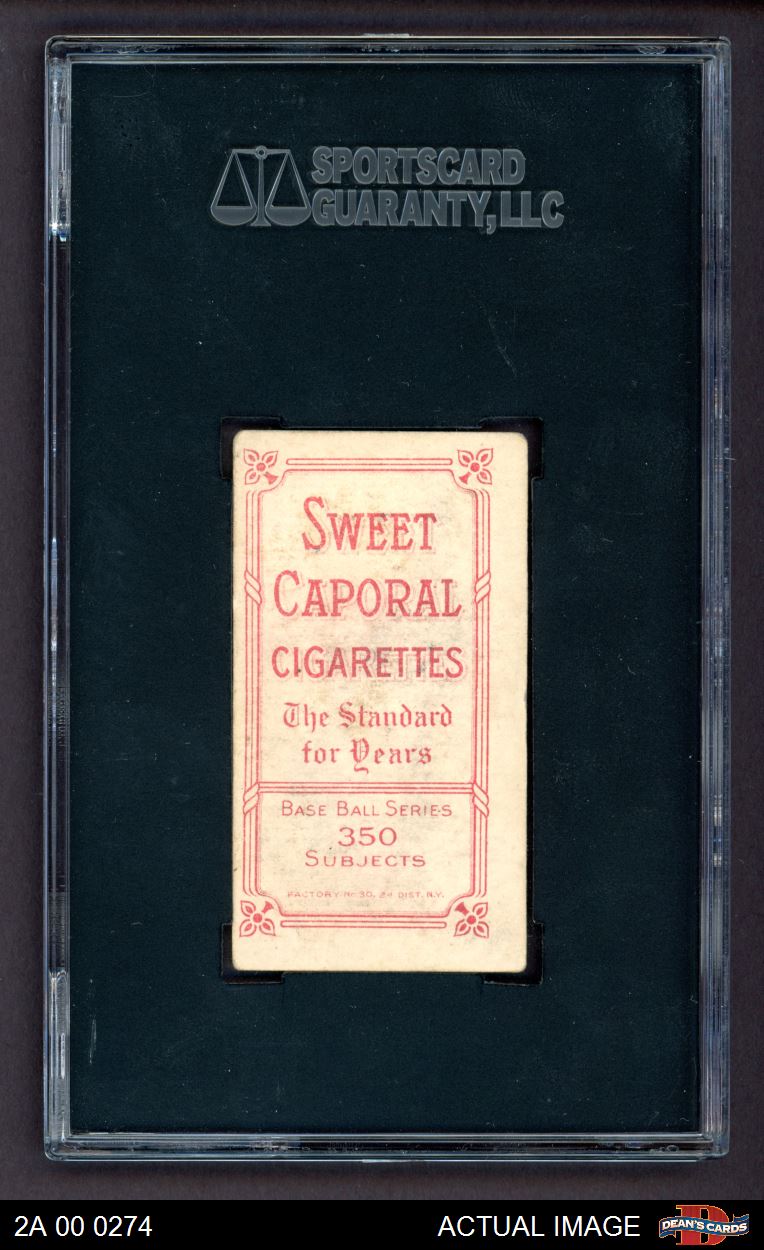 SPORTSCARD
GUARANTY, LLC
SWEET
CAPORAL
CIGARETTES
The Standard
for Years
BASE BALL SERIES
350
SUBJECTS
FACTORY No 30, 2d DIST. N.Y.
2A 00 0274
ACTUAL IMAGE
DEAN'S CARDS